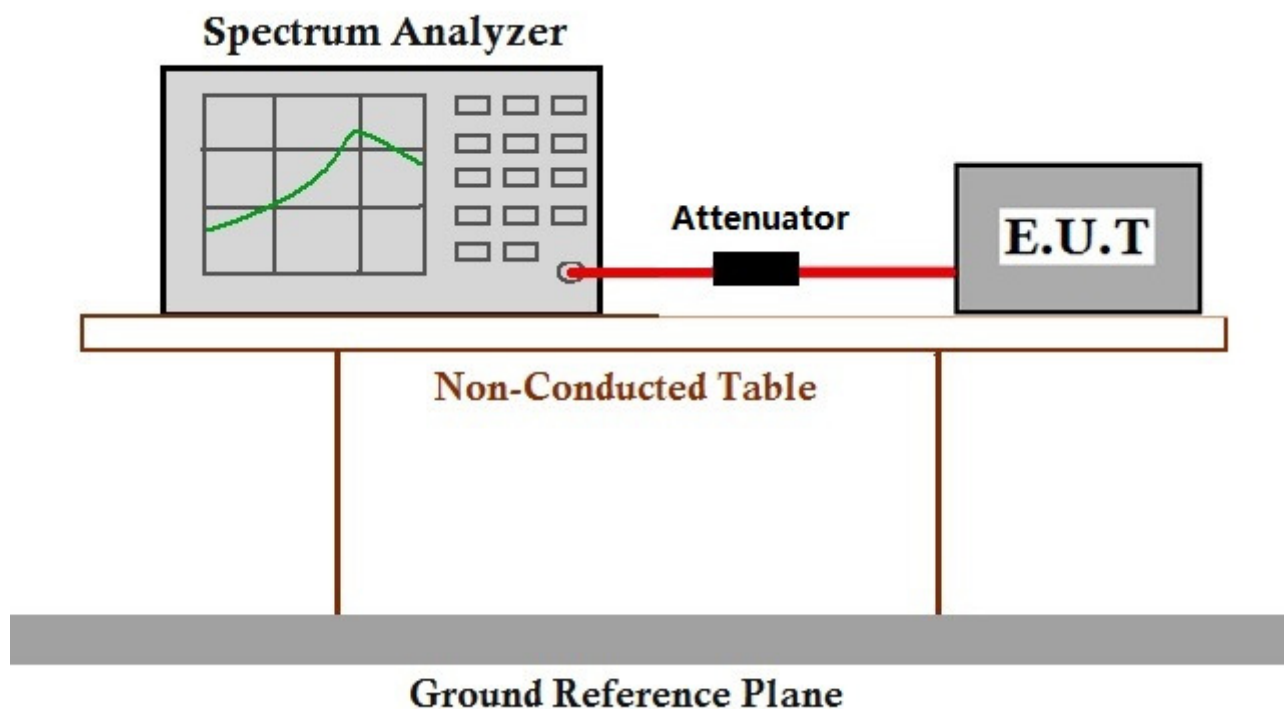 Spectrum Analyzer
Attenuator
E.U.T
Non-Conducted Table
Ground Reference Plane